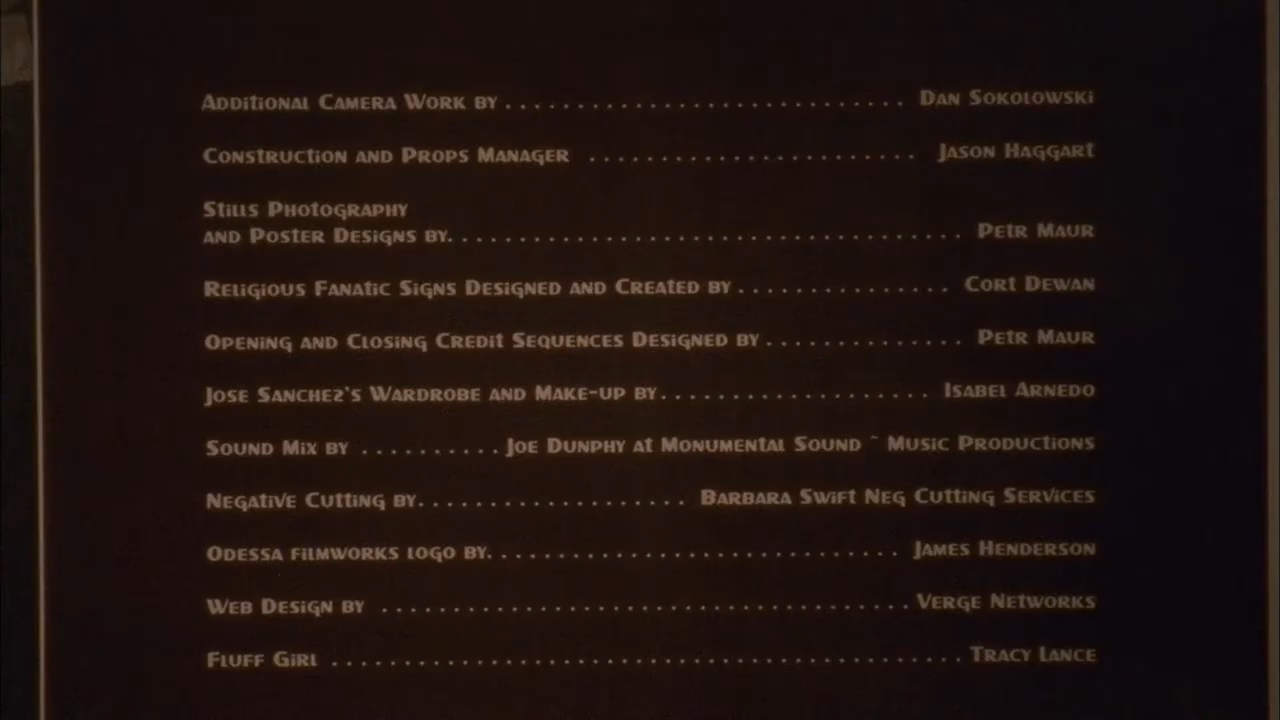 Additional Camera Work by . . . . . . . . . . . . . . . . . . . . . . . . . . . . Dan Sokolowski
Construction and Props Manager . . . . . . . . . . . . . . . . . . . . . . . Jason Haggart
Stills Photography
and Poster Designs by. . . . . . . . . . . . . . . . . . . . . . . . . . . . . . . . . . . . Petr Maur
Religious Fanatic Signs Designed and Created by . . . . . . . . . . . . . . . Cort Dewan
Opening and Closing Credit Sequences Designed by . . . . . . . . . . . . . . Petr Maur
Jose Sanchez's Wardrobe and Make-up by. . . . . . . . . . . . . . . . . . . Isabel Arnedo
Sound Mix by . . . . . . . . . . Joe Dunphy at Monumental Sound ~ Music Productions
Negative Cutting by. . . . . . . . . . . . . . . . . . . Barbara Swift Neg Cutting Services
Odessa filmworks logo by. . . . . . . . . . . . . . . . . . . . . . . . . . . . . James Henderson
Web Design by . . . . . . . . . . . . . . . . . . . . . . . . . . . . . . . . . . . . . Verge Networks
Fluff Girl . . . . . . . . . . . . . . . . . . . . . . . . . . . . . . . . . . . . . . . . . . . . Tracy Lance